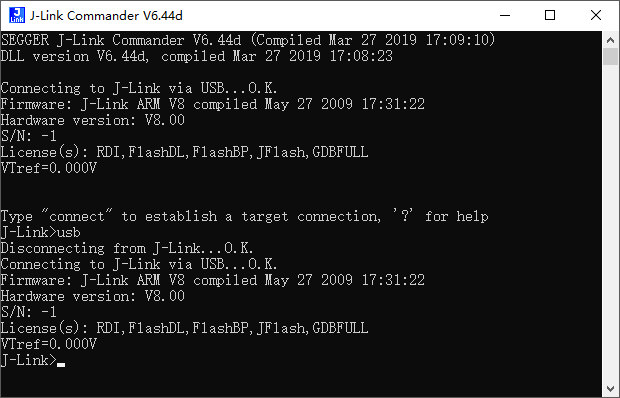 J-Link Commander V6.44d
SEGGER J-Link Commander V6.44d (Compiled Mar 27 2019 17:09:10)
DLL version V6.44d, compiled Mar 27 2019 17:08:23
Connecting to J-Link via USB...O.K.
Firmware: J-Link ARM V8 compiled May 27 2009 17:31:22
Hardware version: V8.00
S/N: -1
License(s): RDI,FlashDL,FlashBP,JFlash,GDBFULL
VTref=0.000V
Type "connect" to establish a target connection, '?' for help
J-Link>usb
Disconnecting from J-Link...O.K.
Connecting to J-Link via USB...O.K.
Firmware: J-Link ARM V8 compiled May 27 2009 17:31:22
Hardware version: V8.00
S/N: -1
License(s): RDI,FlashDL,FlashBP,JFlash,GDBFULL
VTref=0.000V
J-Link>